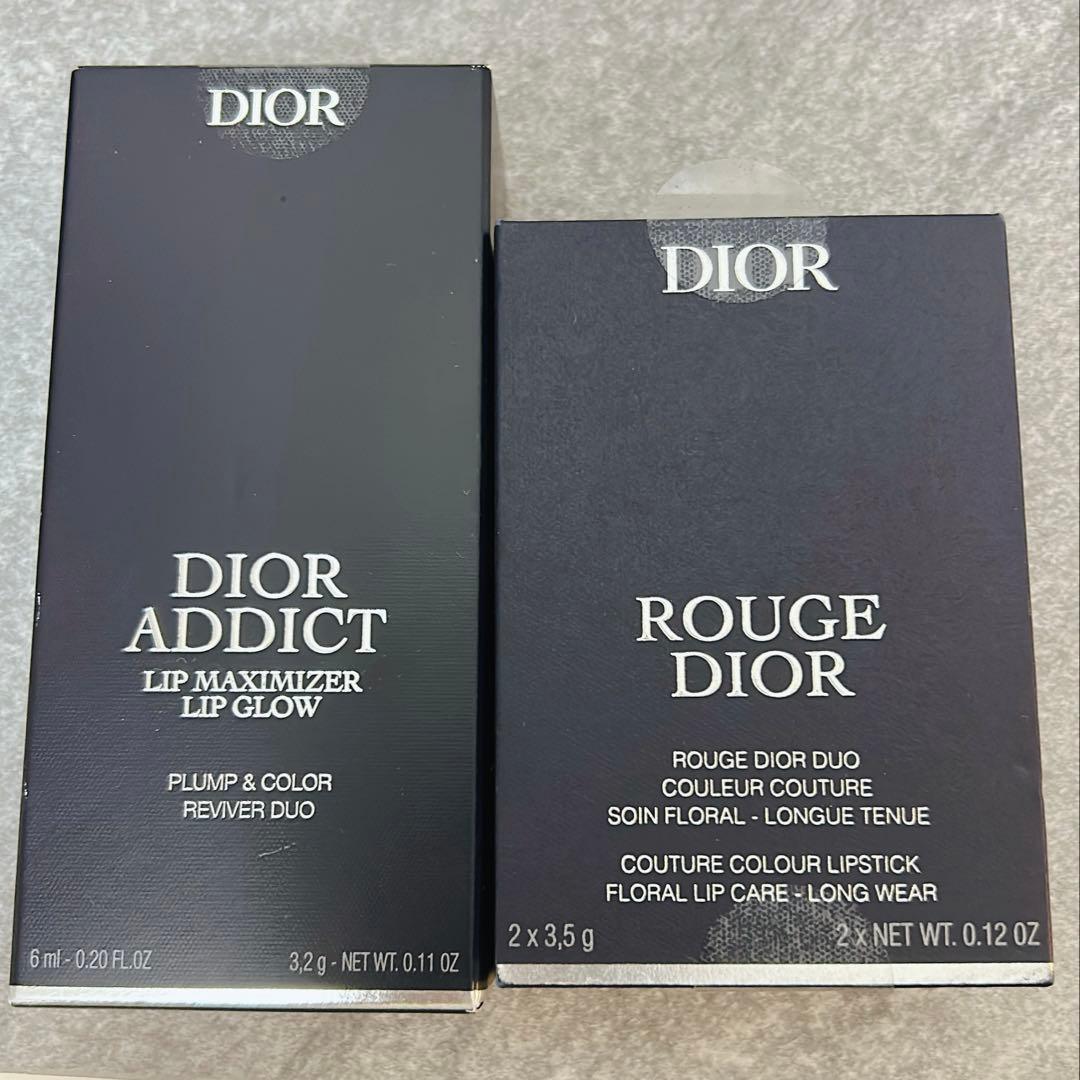 DIOR
DIOR
ADDICT
LIP MAXIMIZER
LIP GLOW
PLUMP & COLOR
REVIVER DUO
6 ml - 0.20 FL.OZ
3,2 g - NET WT. 0.11 OZ
DIOR
ROUGE
DIOR
ROUGE DIOR DUO
COULEUR COUTURE
SOIN FLORAL - LONGUE TENUE
COUTURE COLOUR LIPSTICK
FLORAL LIP CARE - LONG WEAR
2 x 3,5 g
2 x NET WT. 0.12 OZ